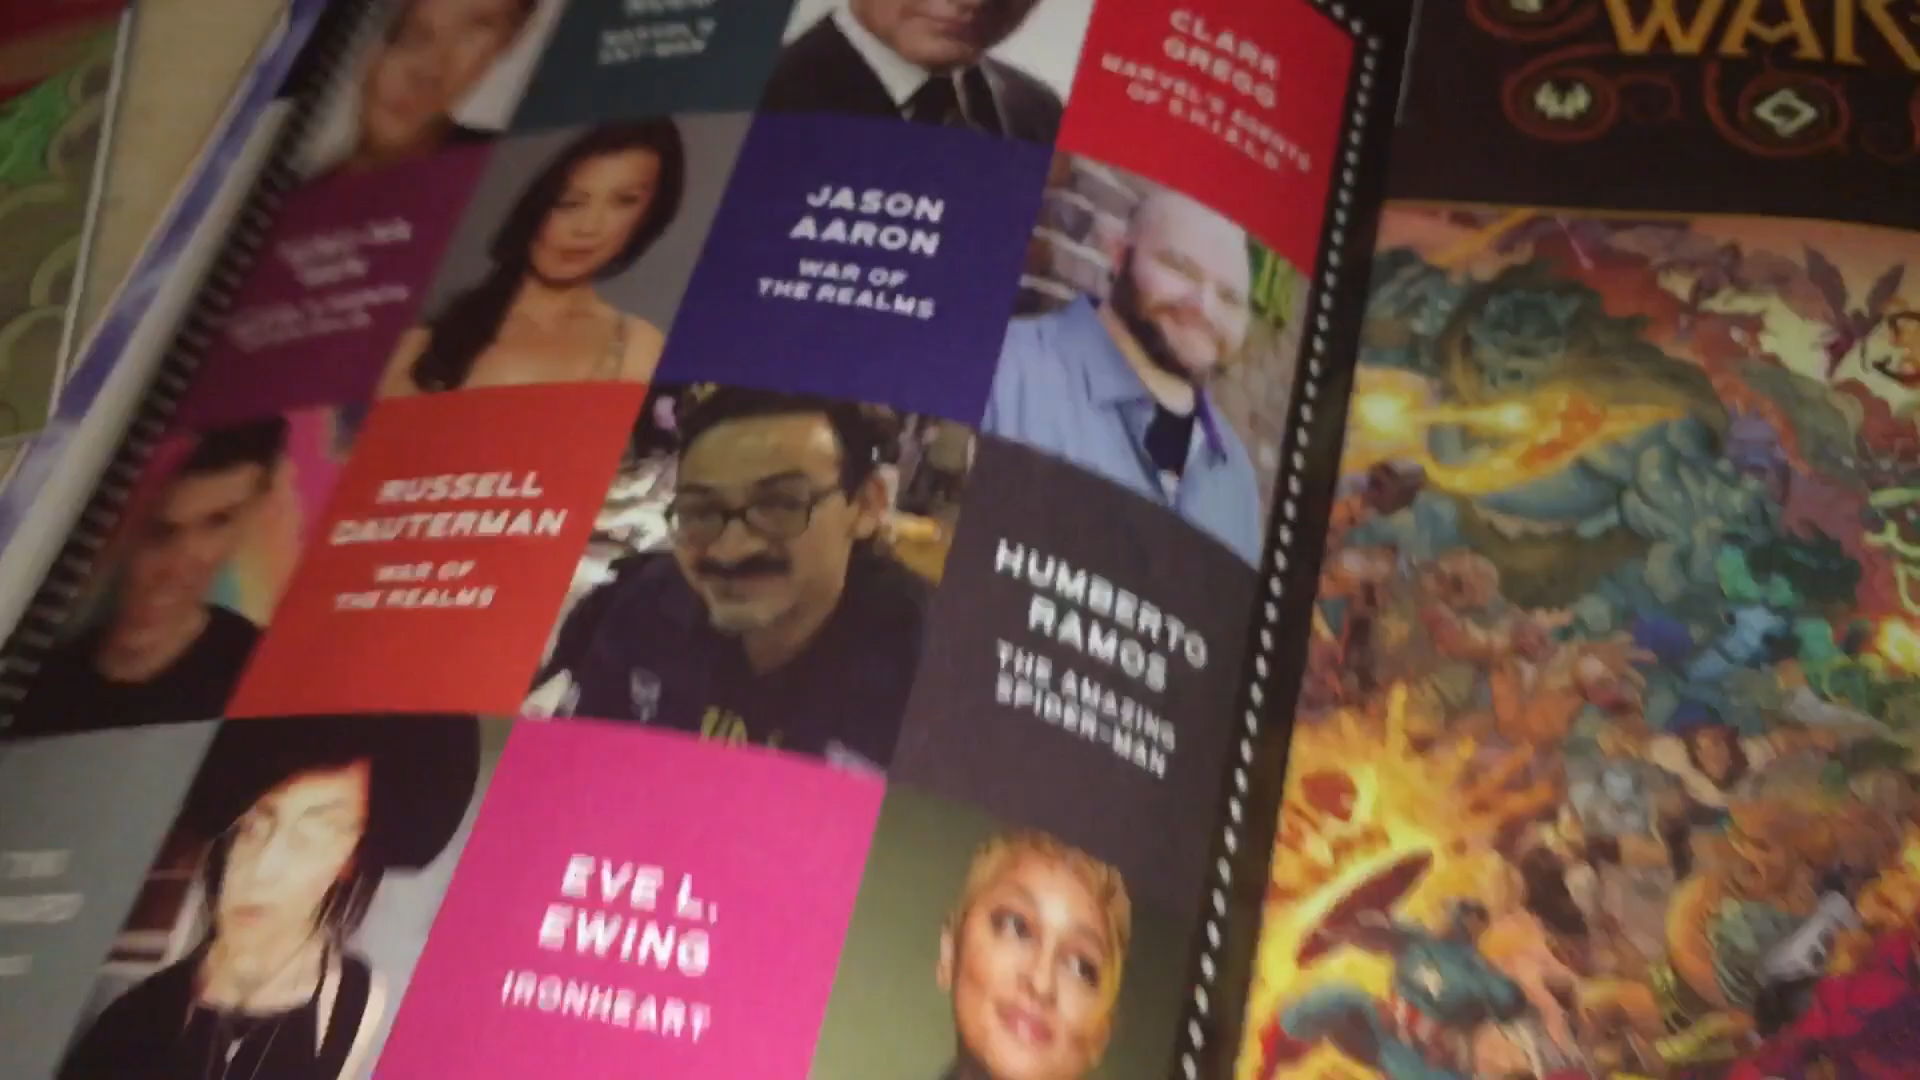 CLARK
GREGG
MARVEL'S AGENTS
OF S.H.I.E.L.D.
WAR
JASON
AARON
WAR OF
THE REALMS
RUSSELL
DAUTERMAN
WAR OF
THE REALMS
HUMBERTO
RAMOS
THE AMAZING
SPIDER-MAN
EVE L.
EWING
IRONHEART